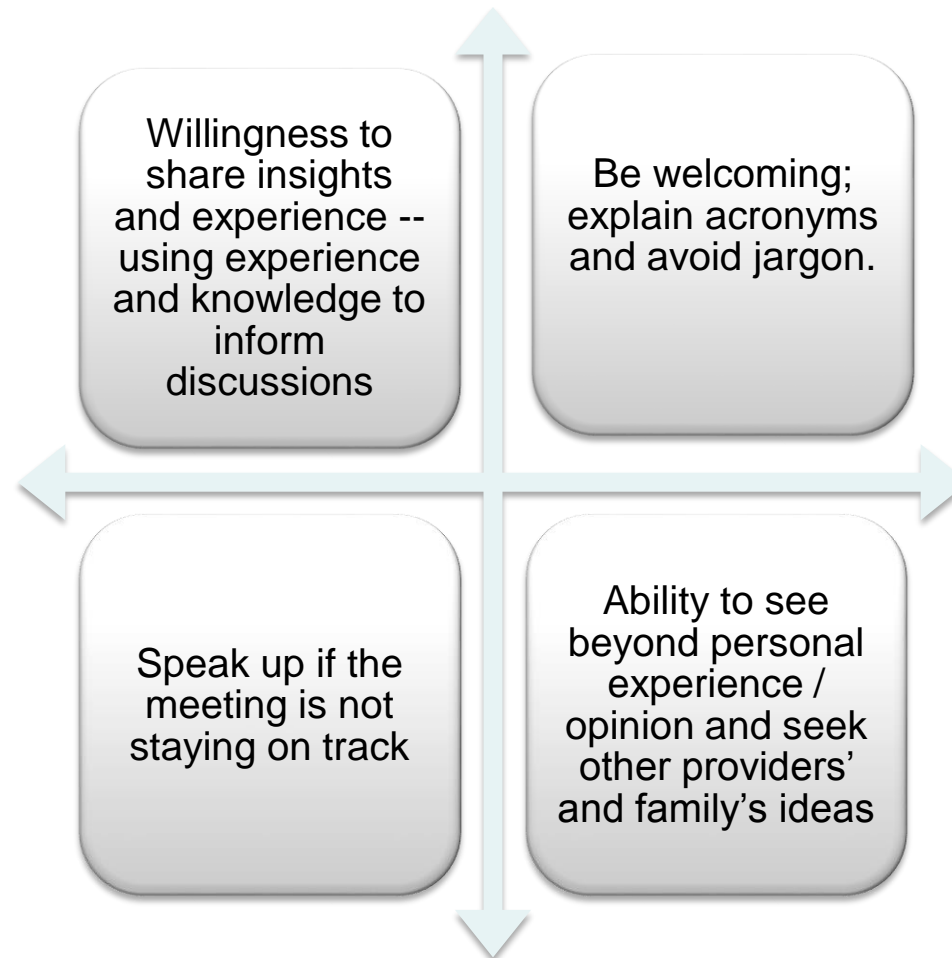 Willingness to
share insights
and experience --
using experience
and knowledge to
inform
discussions
Be welcoming;
explain acronyms
and avoid jargon.
Speak up if the
meeting is not
staying on track
Ability to see
beyond personal
experience /
opinion and seek
other providers’
and family’s ideas